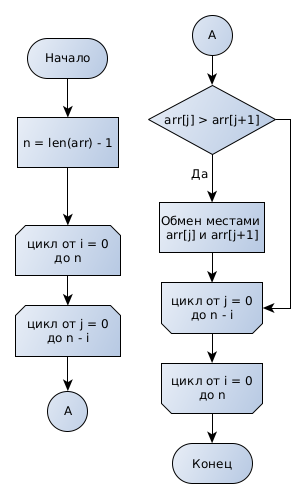 Начало
n = len(arr) - 1
цикл от i = 0
до n
цикл от j = 0
до n - i
А
А
arr[j] > arr[j+1]
Да
Обмен местами
arr[j] и arr[j+1]
цикл от j = 0
до n - i
цикл от i = 0
до n
Конец